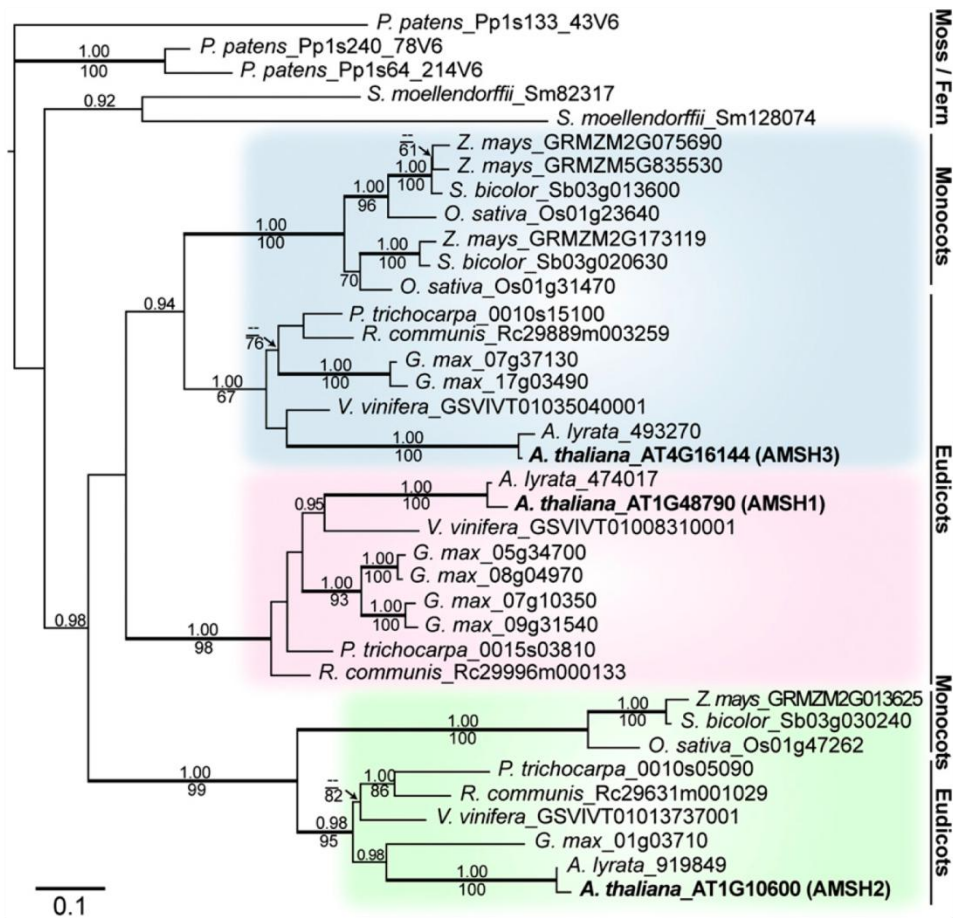 P. patens_Pp1s133_43V6
1.00
100
P. patens_Pp1s240_78V6
P. patens_Pp1s64_214V6
0.92
S. moellendorffii_Sm82317
S. moellendorffii_Sm128074
Moss / Fern
--
61
Z. mays_GRMZM2G075690
1.00
100
Z. mays_GRMZM5G835530
1.00
96
S. bicolor_Sb03g013600
O. sativa_Os01g23640
1.00
100
Z. mays_GRMZM2G173119
1.00
100
S. bicolor_Sb03g020630
70
O. sativa_Os01g31470
Monocots
0.94
P. trichocarpa_0010s15100
--
76
R. communis_Rc29889m003259
G. max_07g37130
1.00
100
G. max_17g03490
1.00
67
V. vinifera_GSVIVT01035040001
A. lyrata_493270
1.00
100
A. thaliana_AT4G16144 (AMSH3)
A. lyrata_474017
1.00
100
0.95
A. thaliana_AT1G48790 (AMSH1)
V. vinifera_GSVIVT01008310001
G. max_05g34700
1.00
100
G. max_08g04970
1.00
93
G. max_07g10350
1.00
100
G. max_09g31540
0.98
1.00
98
P. trichocarpa_0015s03810
R. communis_Rc29996m000133
Eudicots
Z. mays_GRMZM2G013625
1.00
100
S. bicolor_Sb03g030240
1.00
100
O. sativa_Os01g47262
Monocots
1.00
99
P. trichocarpa_0010s05090
1.00
86
--
82
R. communis_Rc29631m001029
V. vinifera_GSVIVT01013737001
0.98
95
G. max_01g03710
0.98
A. lyrata_919849
1.00
100
A. thaliana_AT1G10600 (AMSH2)
Eudicots
0.1